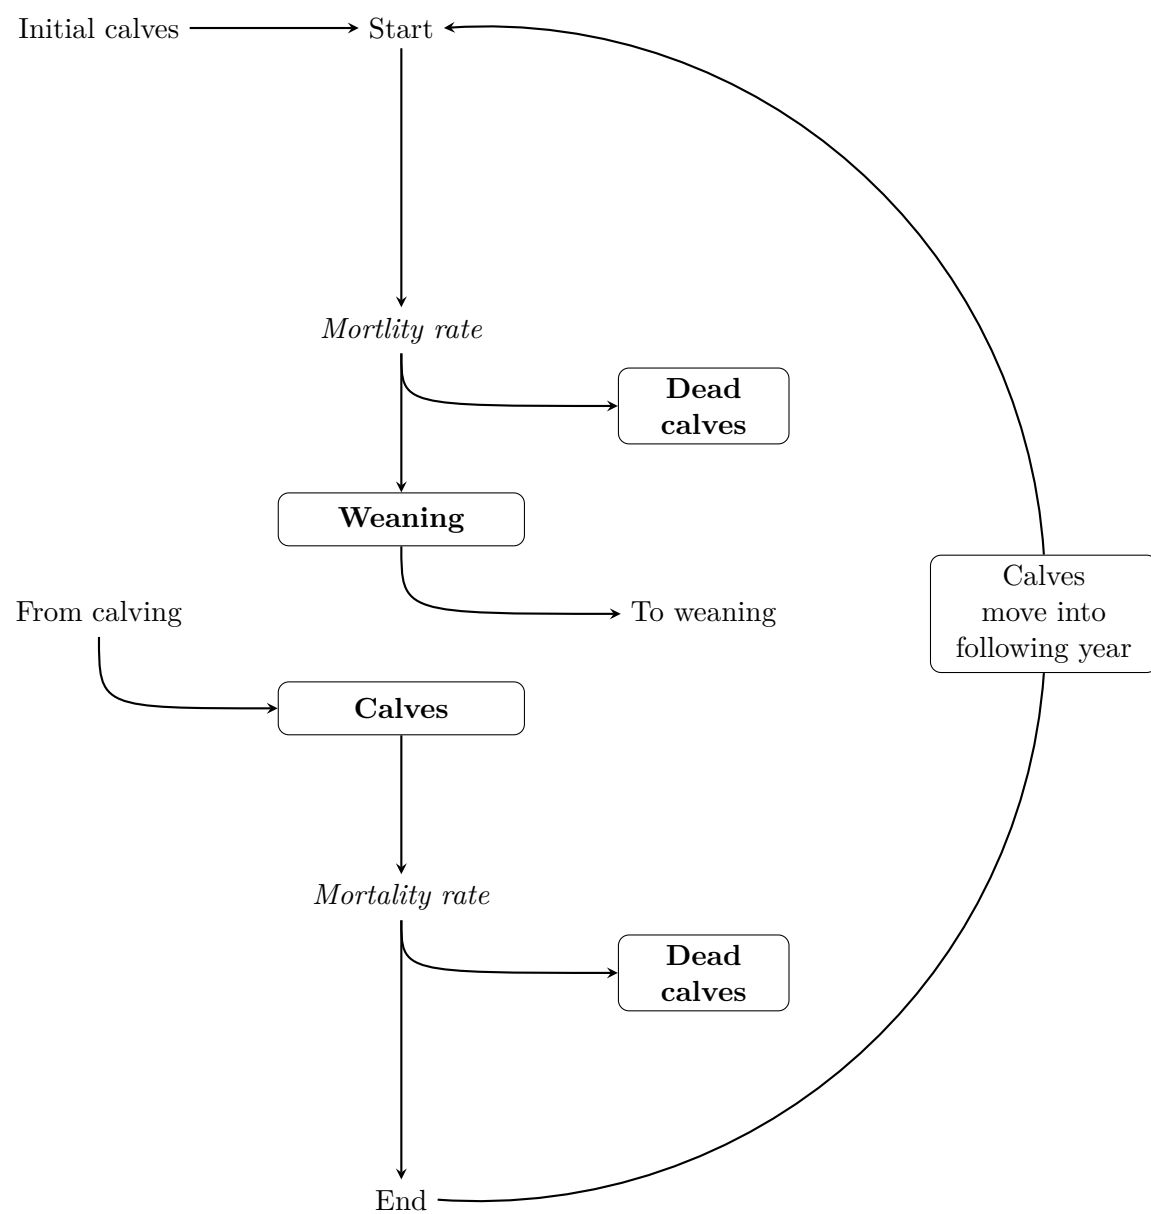 Initial calves
Start
Mortlity rate
Dead
calves
Weaning
From calving
To weaning
Calves
move into
following year
Calves
Mortality rate
Dead
calves
End